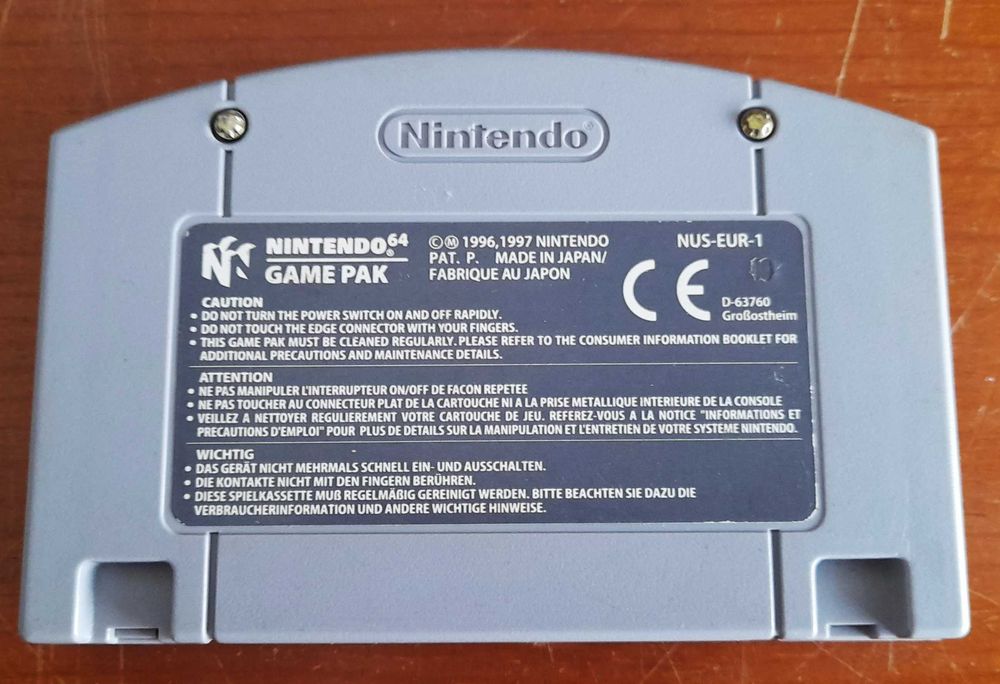 Nintendo®
NINTENDO®64
GAME PAK
©Ⓜ 1996,1997 NINTENDO
PAT. P. MADE IN JAPAN/
FABRIQUE AU JAPON
NUS-EUR-1
CE
D-63760
Großostheim
CAUTION
• DO NOT TURN THE POWER SWITCH ON AND OFF RAPIDLY.
• DO NOT TOUCH THE EDGE CONNECTOR WITH YOUR FINGERS.
• THIS GAME PAK MUST BE CLEANED REGULARLY. PLEASE REFER TO THE CONSUMER INFORMATION BOOKLET FOR
ADDITIONAL PRECAUTIONS AND MAINTENANCE DETAILS.
ATTENTION
• NE PAS MANIPULER L'INTERRUPTEUR ON/OFF DE FACON REPETEE
• NE PAS TOUCHER AU CONNECTEUR PLAT DE LA CARTOUCHE NI A LA PRISE METALLIQUE INTERIEURE DE LA CONSOLE
• VEILLEZ A NETTOYER REGULIEREMENT VOTRE CARTOUCHE DE JEU. REFEREZ-VOUS A LA NOTICE "INFORMATIONS ET
PRECAUTIONS D'EMPLOI" POUR PLUS DE DETAILS SUR LA MANIPULATION ET L'ENTRETIEN DE VOTRE SYSTEME NINTENDO.
WICHTIG
• DAS GERÄT NICHT MEHRMALS SCHNELL EIN- UND AUSSCHALTEN.
• DIE KONTAKTE NICHT MIT DEN FINGERN BERÜHREN.
• DIESE SPIELKASSETTE MUß REGELMÄßIG GEREINIGT WERDEN. BITTE BEACHTEN SIE DAZU DIE
VERBRAUCHERINFORMATION UND ANDERE WICHTIGE HINWEISE.